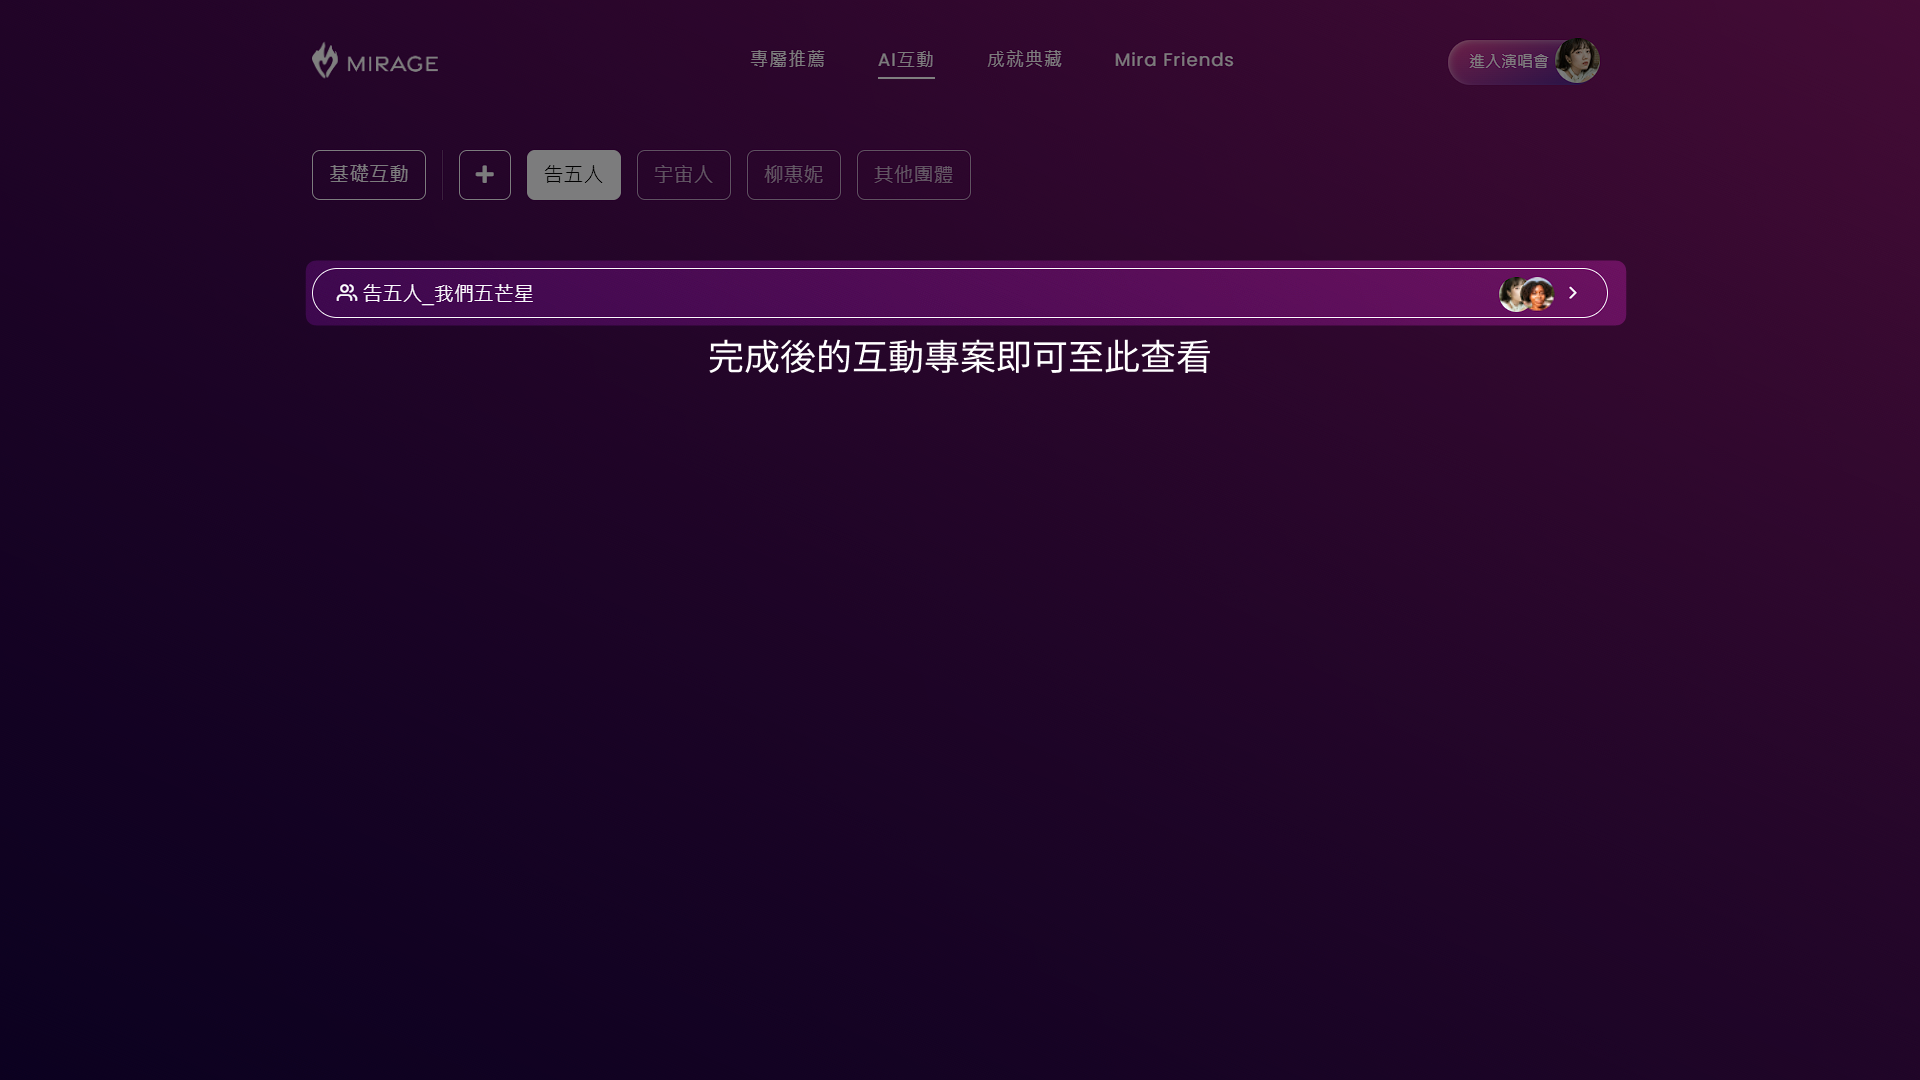 MIRAGE
專屬推薦
AI互動
成就典藏
Mira Friends
進入演唱會
基礎互動
告五人
宇宙人
柳惠妮
其他團體
告五人_我們五芒星
完成後的互動專案即可至此查看